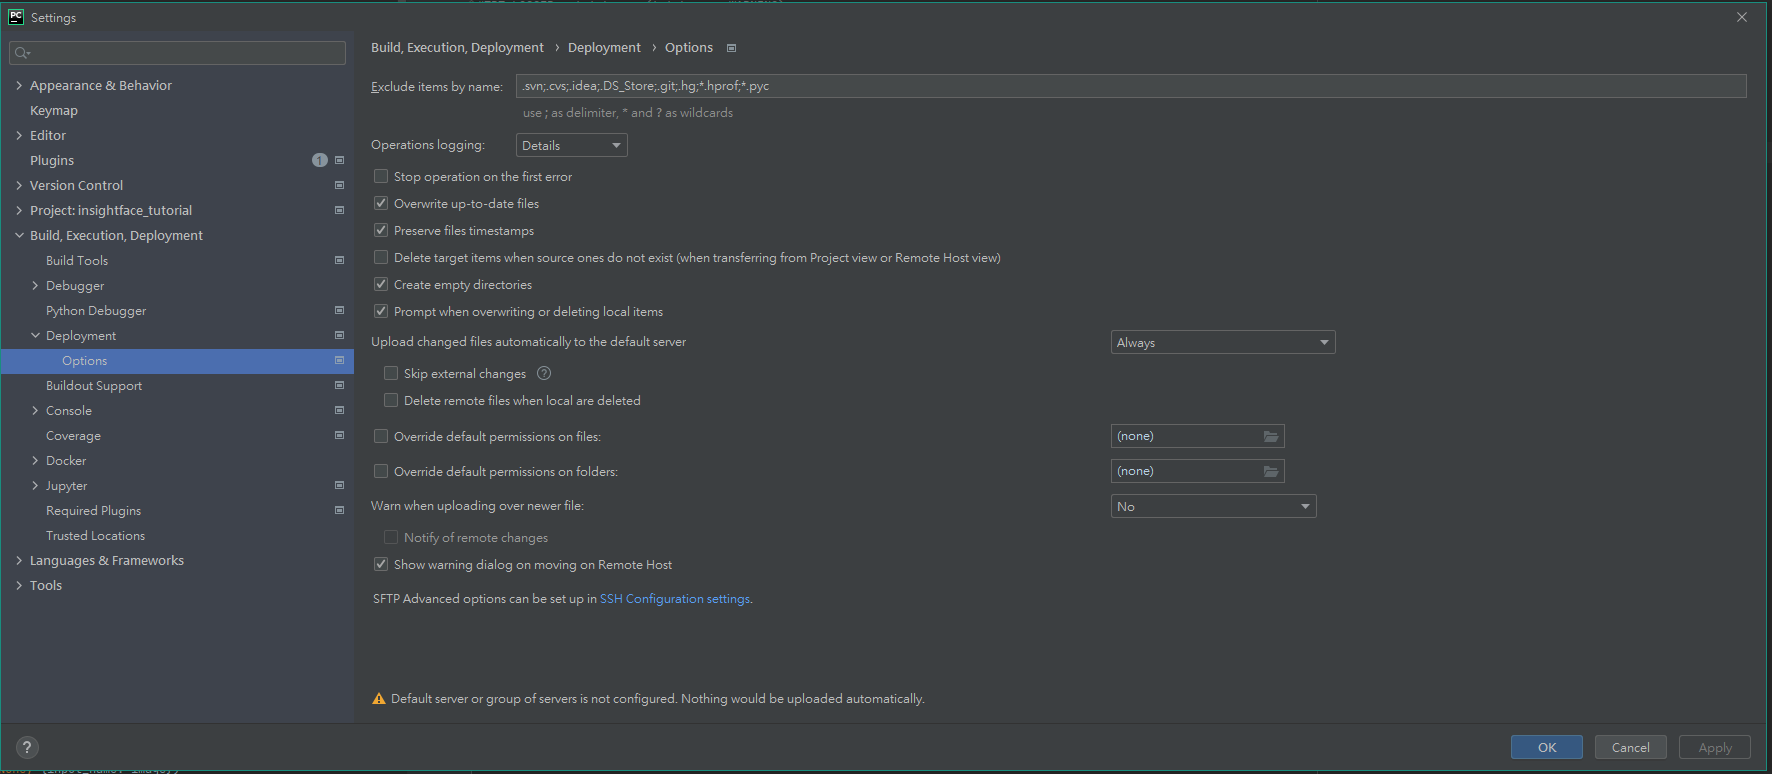 PC Settings
Appearance & Behavior
Keymap
Editor
Plugins 1
Version Control
Project: insightface_tutorial
Build, Execution, Deployment
Build Tools
Debugger
Python Debugger
Deployment
Options
Buildout Support
Console
Coverage
Docker
Jupyter
Required Plugins
Trusted Locations
Languages & Frameworks
Tools
?
Build, Execution, Deployment › Deployment › Options
Exclude items by name: .svn;.cvs;.idea;.DS_Store;.git;.hg;*.hprof;*.pyc
use ; as delimiter, * and ? as wildcards
Operations logging: Details
Stop operation on the first error
Overwrite up-to-date files
Preserve files timestamps
Delete target items when source ones do not exist (when transferring from Project view or Remote Host view)
Create empty directories
Prompt when overwriting or deleting local items
Upload changed files automatically to the default server Always
Skip external changes ?
Delete remote files when local are deleted
Override default permissions on files: (none)
Override default permissions on folders: (none)
Warn when uploading over newer file: No
Notify of remote changes
Show warning dialog on moving on Remote Host
SFTP Advanced options can be set up in SSH Configuration settings.
Default server or group of servers is not configured. Nothing would be uploaded automatically.
OK Cancel Apply